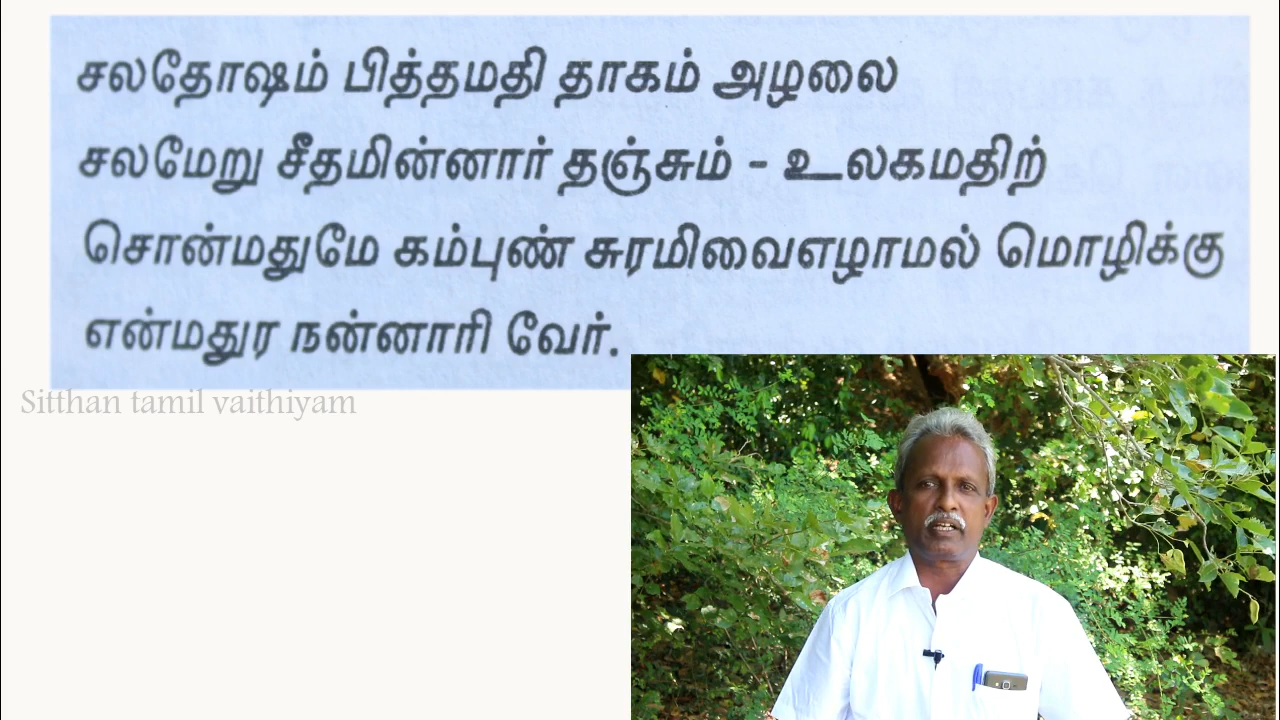 சலதோஷம் பித்தமதி தாகம் அழலை
சலமேறு சீதமின்னார் தஞ்சும் - உலகமதிற்
சொன்மதுமே கம்புண் சுரமிவைஎழாமல் மொழிக்கு
என்மதுர நன்னாரி வேர்.
Sitthan tamil vaithiyam